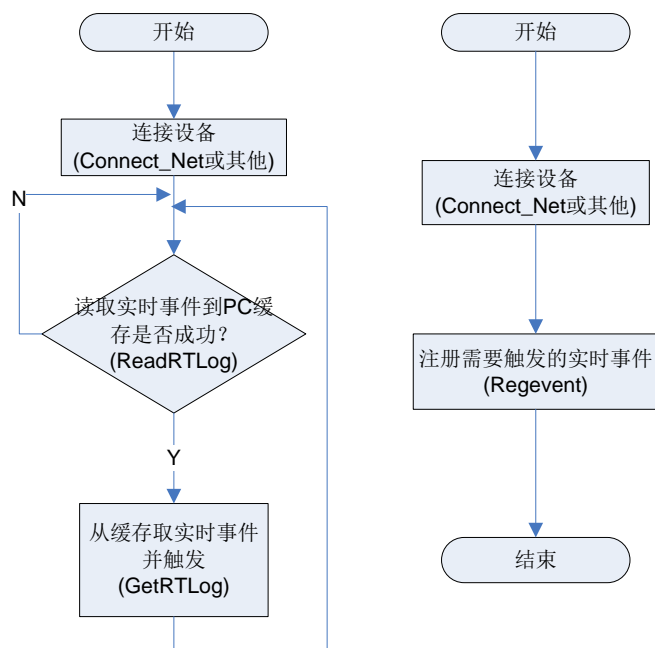 开始
连接设备
(Connect_Net或其他)
N
读取实时事件到PC缓
存是否成功？
(ReadRTLog)
Y
从缓存取实时事件
并触发
(GetRTLog)
开始
连接设备
(Connect_Net或其他)
注册需要触发的实时事件
(Regevent)
结束